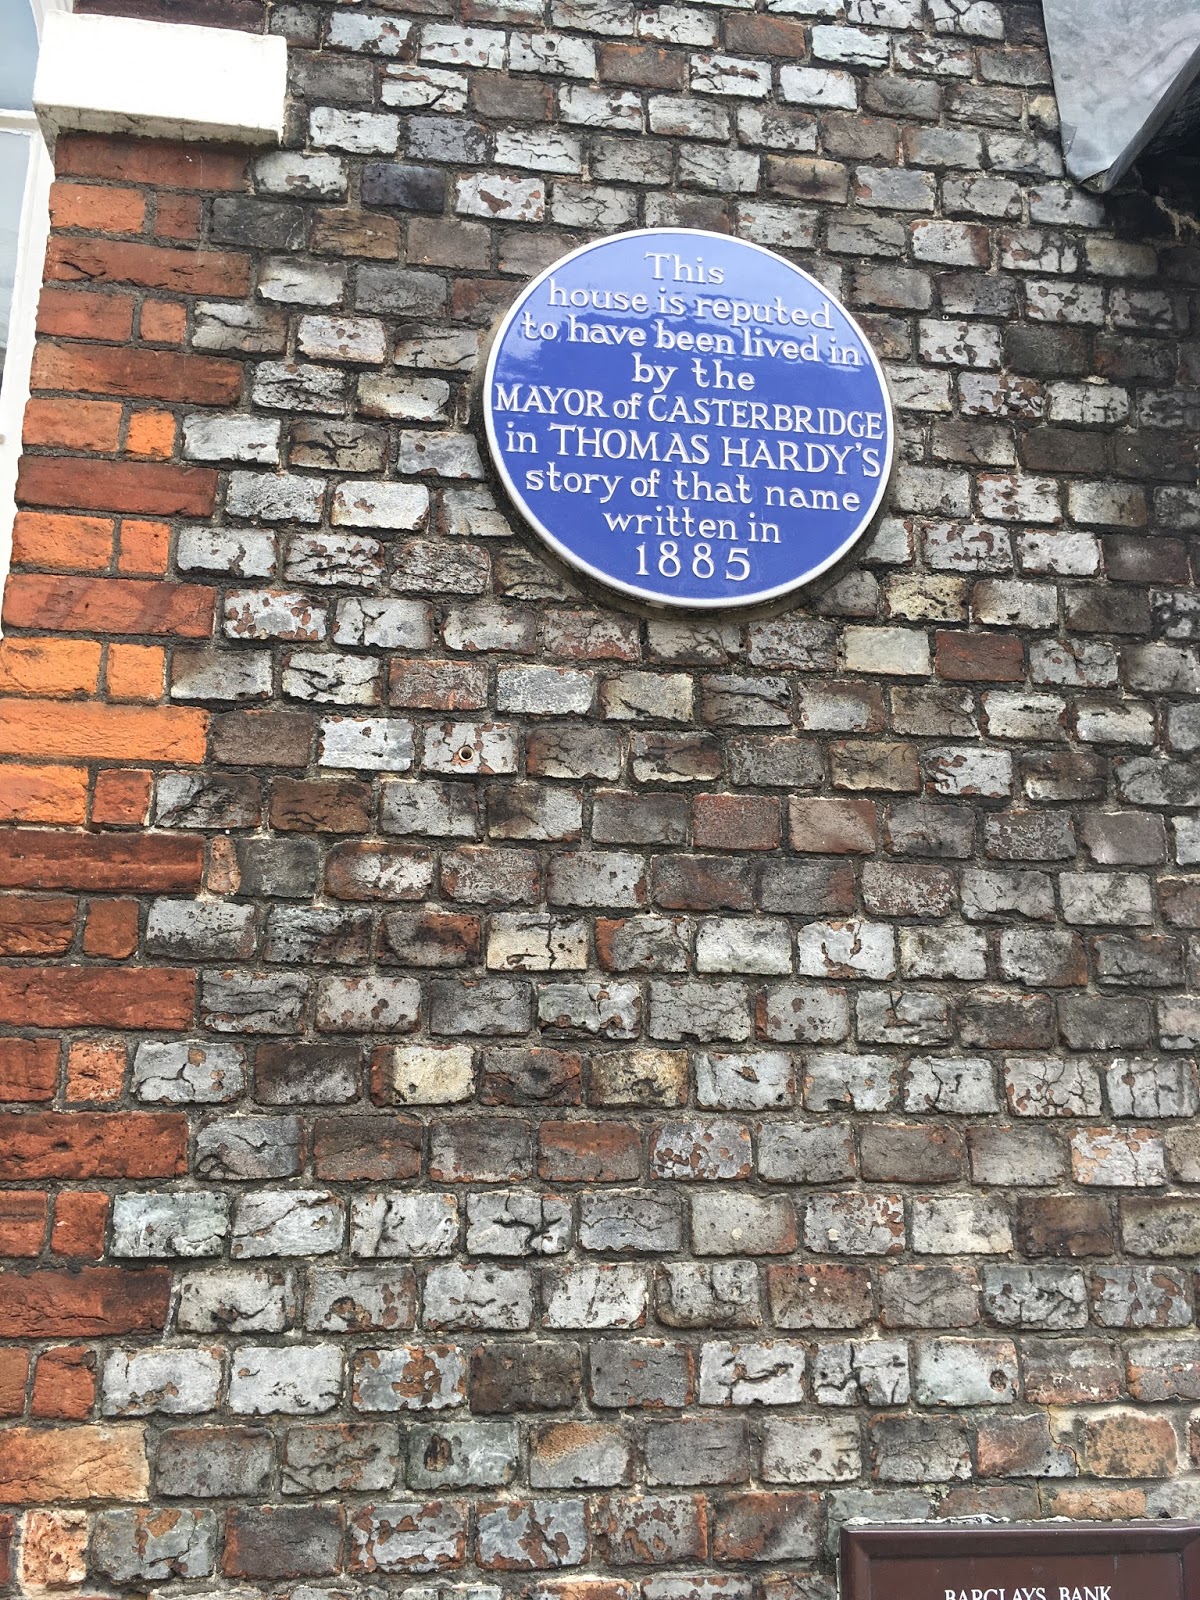 This
house is reputed
to have been lived in
by the
MAYOR of CASTERBRIDGE
in THOMAS HARDY'S
story of that name
written in
1885
BARCLAYS BANK